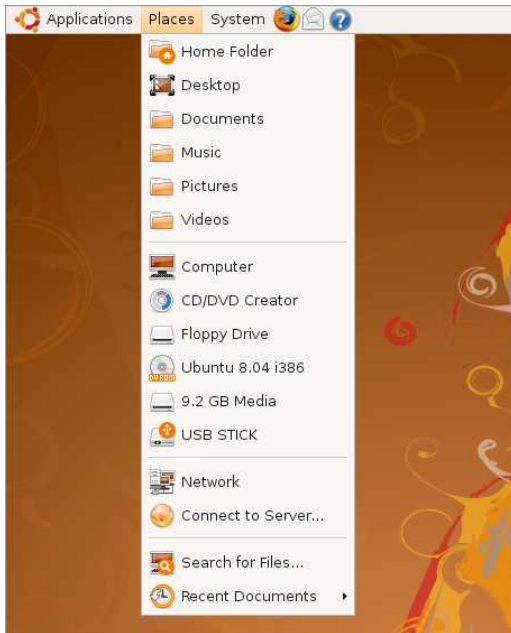 Applications Places System
Home Folder
Desktop
Documents
Music
Pictures
Videos
Computer
CD/DVD Creator
Floppy Drive
Ubuntu 8.04 i386
9.2 GB Media
USB STICK
Network
Connect to Server...
Search for Files...
Recent Documents